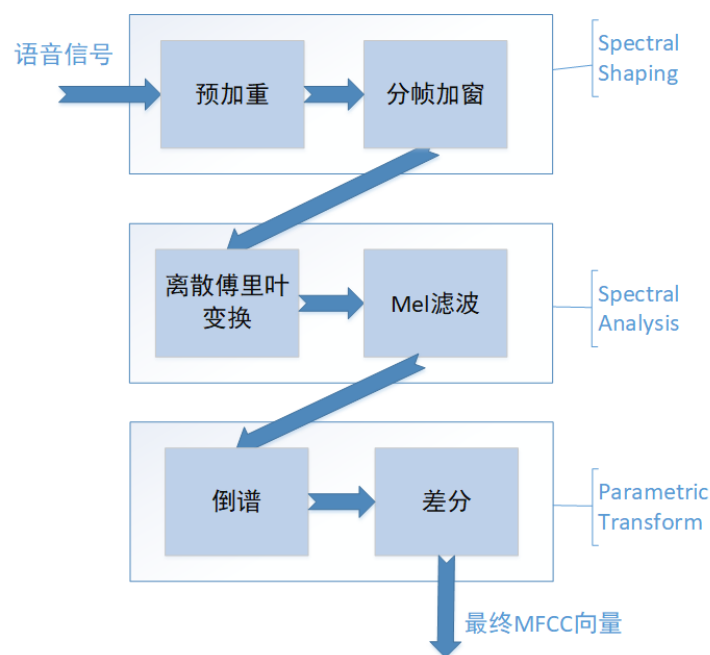 语音信号
预加重
分帧加窗
Spectral
Shaping
离散傅里叶
变换
Mel滤波
Spectral
Analysis
倒谱
差分
Parametric
Transform
最终MFCC向量